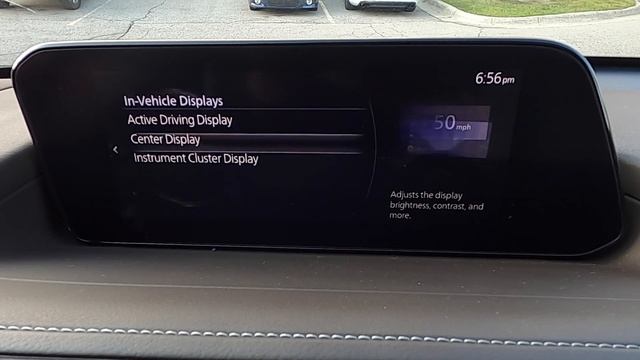 6:56pm
In-Vehicle Displays
Active Driving Display
Center Display
Instrument Cluster Display
50 mph
Adjusts the display
brightness, contrast, and
more.